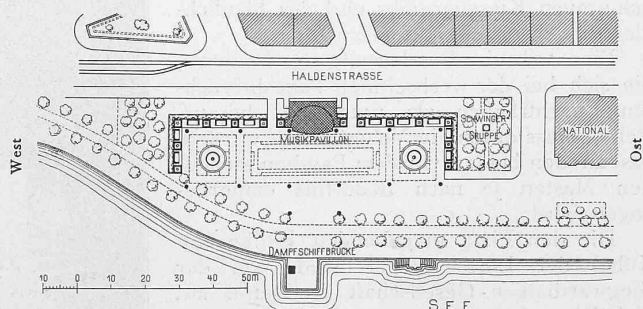 HALDENSTRASSE
West
MUSIKPAVILLON
SCHWINGER-
GRUPPE
NATIONAL
Ost
DAMPFSCHIFFBRÜCKE
10 0 10 20 30 40 50m
SEE